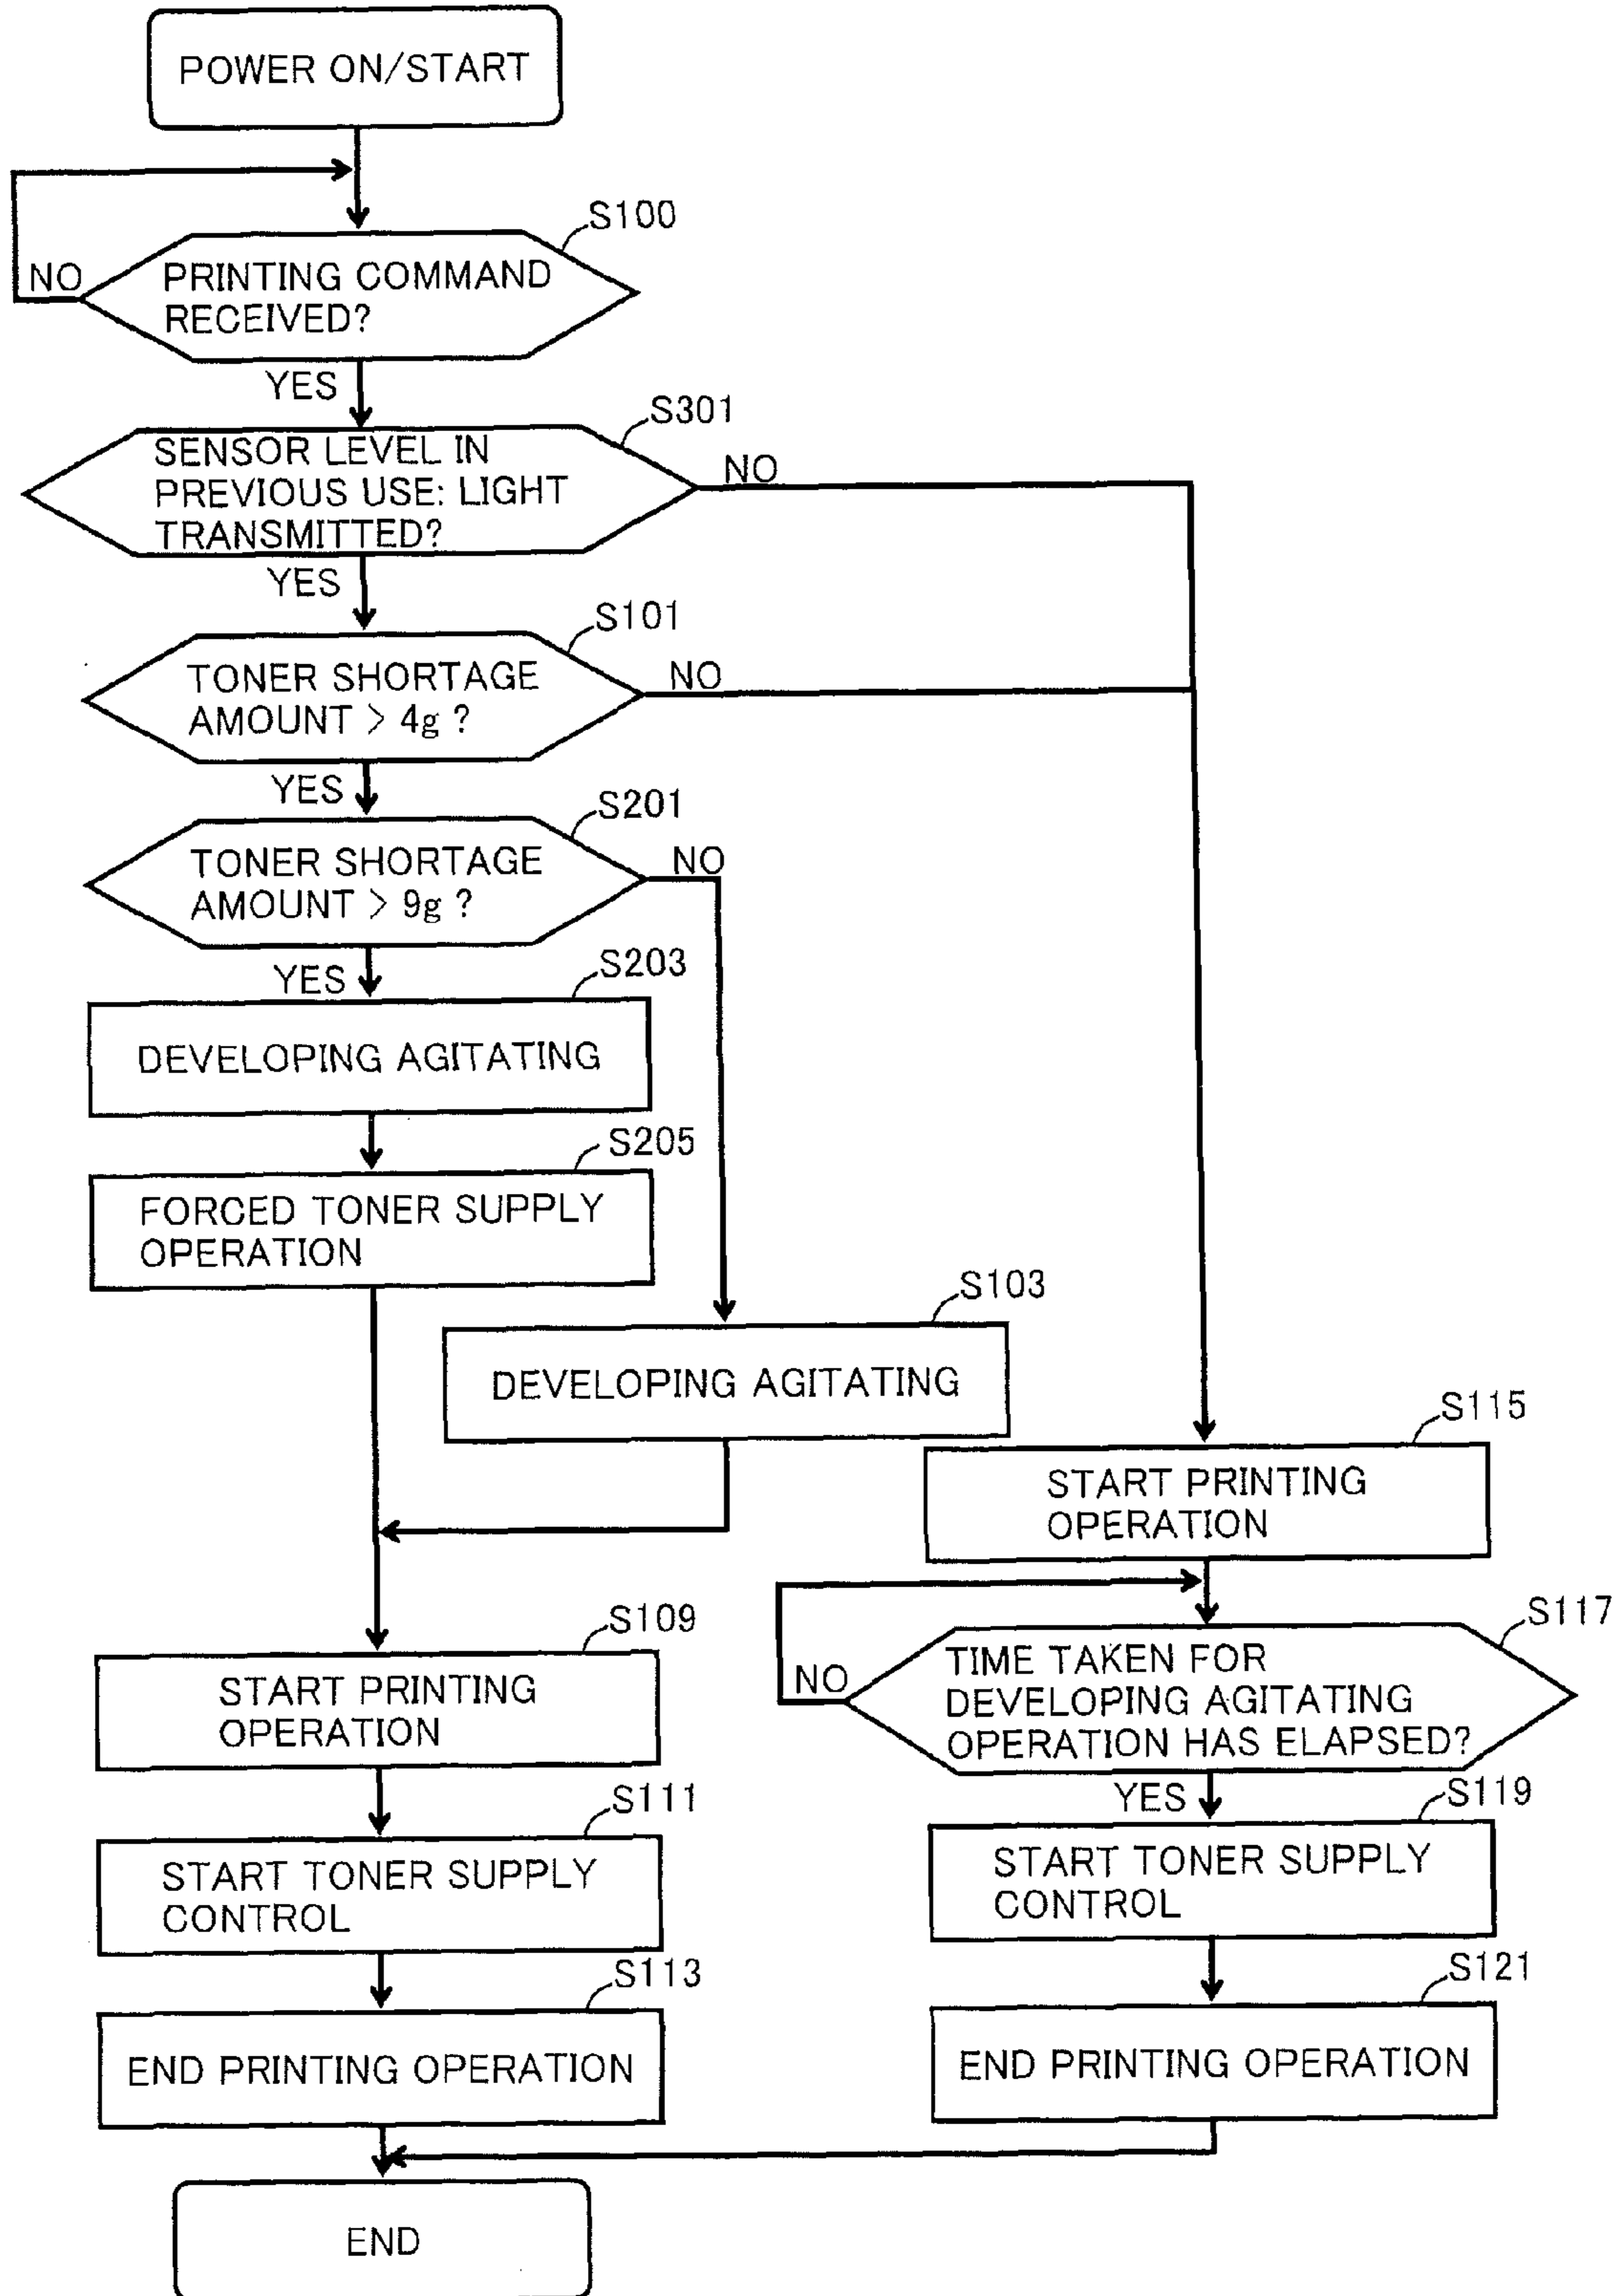 POWER ON/START
S100
NO
PRINTING COMMAND
RECEIVED?
YES
S301
SENSOR LEVEL IN
PREVIOUS USE: LIGHT
TRANSMITTED?
NO
YES
S101
TONER SHORTAGE
AMOUNT > 4g ?
NO
YES
S201
TONER SHORTAGE
AMOUNT > 9g ?
NO
YES
S203
DEVELOPING AGITATING
S205
FORCED TONER SUPPLY
OPERATION
S103
DEVELOPING AGITATING
S115
START PRINTING
OPERATION
S117
TIME TAKEN FOR
DEVELOPING AGITATING
OPERATION HAS ELAPSED?
NO
YES
S109
START PRINTING
OPERATION
S111
START TONER SUPPLY
CONTROL
S119
START TONER SUPPLY
CONTROL
S113
END PRINTING OPERATION
S121
END PRINTING OPERATION
END